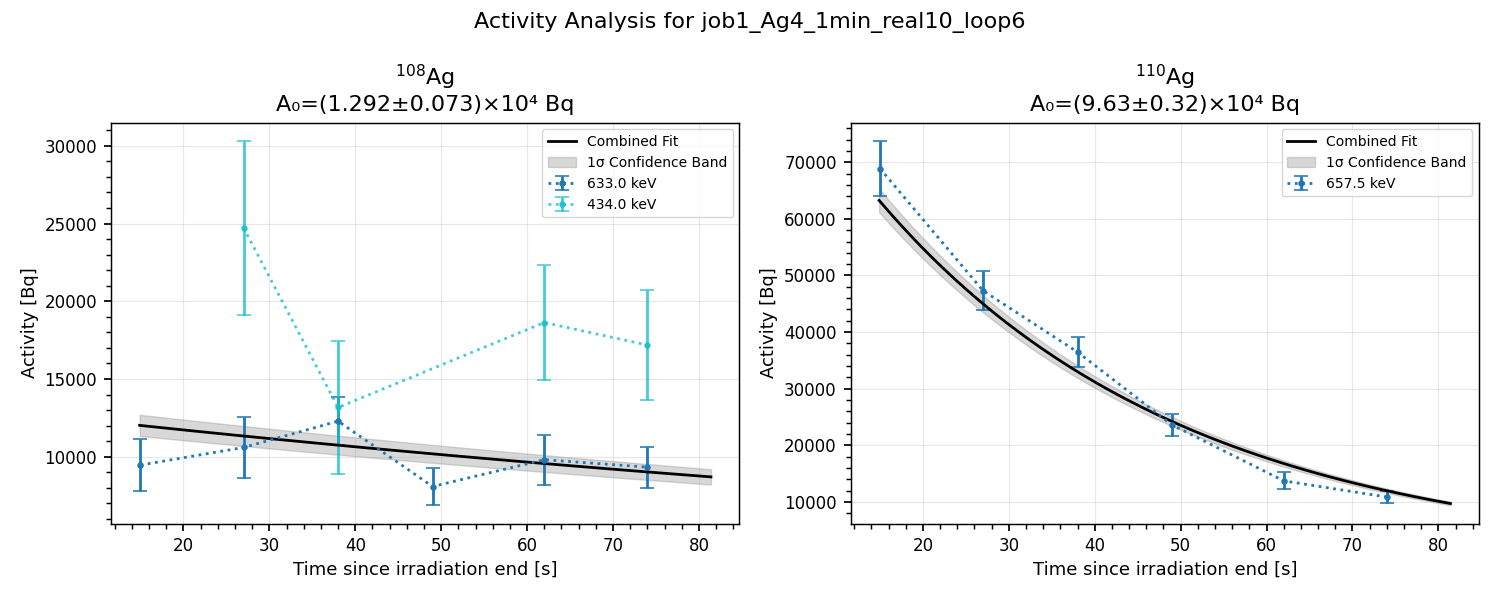 Activity Analysis for job1_Ag4_1min_real10_loop6
¹⁰⁸Ag
A₀=(1.292±0.073)×10⁴ Bq
30000
25000
20000
15000
10000
Activity [Bq]
20 30 40 50 60 70 80
Time since irradiation end [s]
Combined Fit
1σ Confidence Band
633.0 keV
434.0 keV
¹¹⁰Ag
A₀=(9.63±0.32)×10⁴ Bq
70000
60000
50000
40000
30000
20000
10000
Activity [Bq]
20 30 40 50 60 70 80
Time since irradiation end [s]
Combined Fit
1σ Confidence Band
657.5 keV